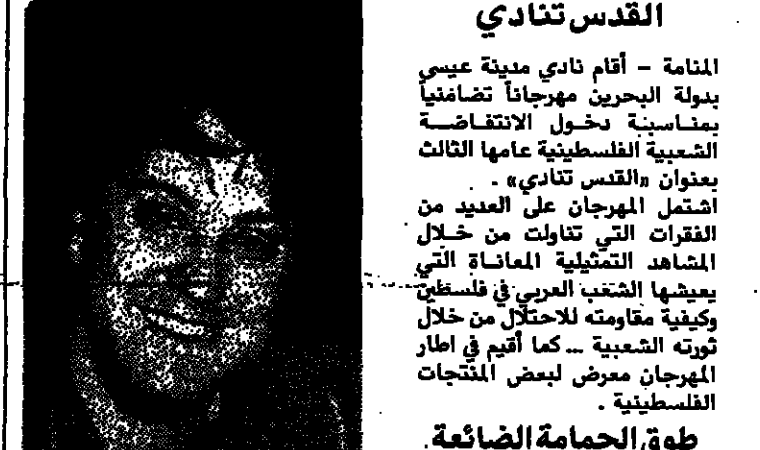 القدس تنادي
المنامة – أقام نادي مدينة عيسى
بدولة البحرين مهرجاناً تضامنياً
بمناسبة دخول الانتفاضة
الشعبية الفلسطينية عامها الثالث
بعنوان «القدس تنادي» .
اشتمل المهرجان على العديد من
الفقرات التي تناولت من خلال
المشاهد التمثيلية المعاناة التي
يعيشها الشعب العربي في فلسطين
وكيفية مقاومته للاحتلال من خلال
ثورته الشعبية ... كما أقيم في اطار
المهرجان معرض لبعض المنتجات
الفلسطينية .
طوق الحمامة الضائعة